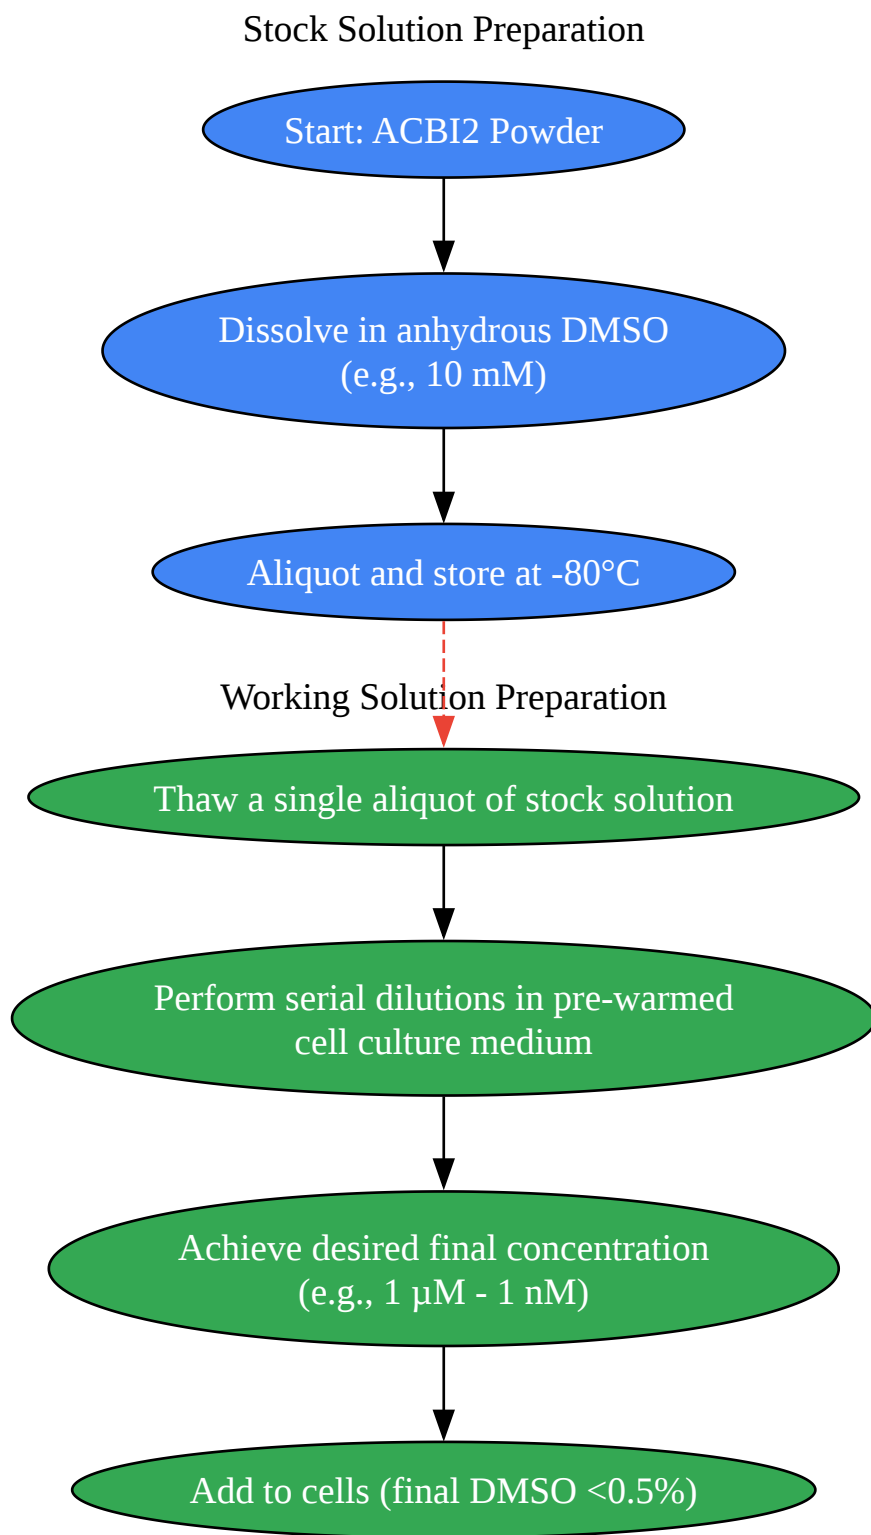 Stock Solution Preparation
Start: ACBI2 Powder
Dissolve in anhydrous DMSO
(e.g., 10 mM)
Aliquot and store at -80°C
Working Solution Preparation
Thaw a single aliquot of stock solution
Perform serial dilutions in pre-warmed
cell culture medium
Achieve desired final concentration
(e.g., 1 µM - 1 nM)
Add to cells (final DMSO <0.5%)